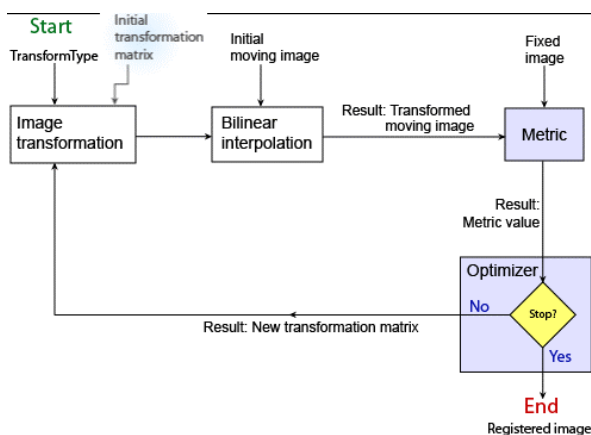 Start
TransformType
Initial
transformation
matrix
Initial
moving image
Fixed
image
Image
transformation
Bilinear
interpolation
Result: Transformed
moving image
Metric
Result:
Metric value
Optimizer
Stop?
No
Yes
Result: New transformation matrix
End
Registered image